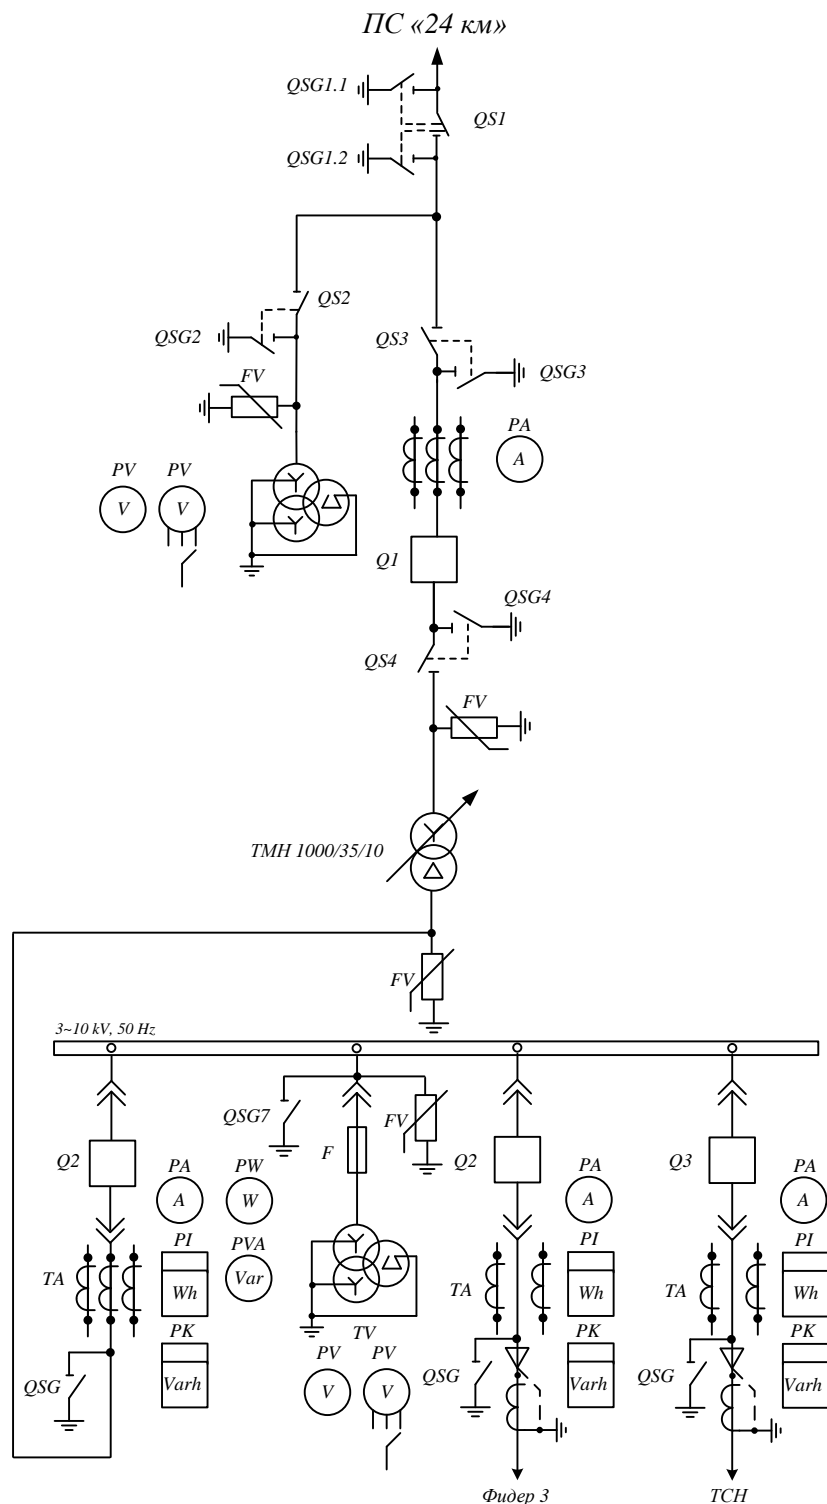 ПС «24 км»
QSG1.1
QS1
QSG1.2
QS2
QSG2
QS3
QSG3
FV
PA
A
PV
PV
V
V
Q1
QSG4
QS4
FV
ТМН 1000/35/10
FV
3~10 kV, 50 Hz
QSG7
FV
Q2
PA
PW
F
Q2
PA
Q3
PA
A
W
A
A
PI
PVA
PI
PI
TA
Wh
Var
TA
Wh
TA
Wh
PK
TV
PK
PK
QSG
Varh
PV
PV
QSG
Varh
QSG
Varh
V
V
Фидер 3
ТСН